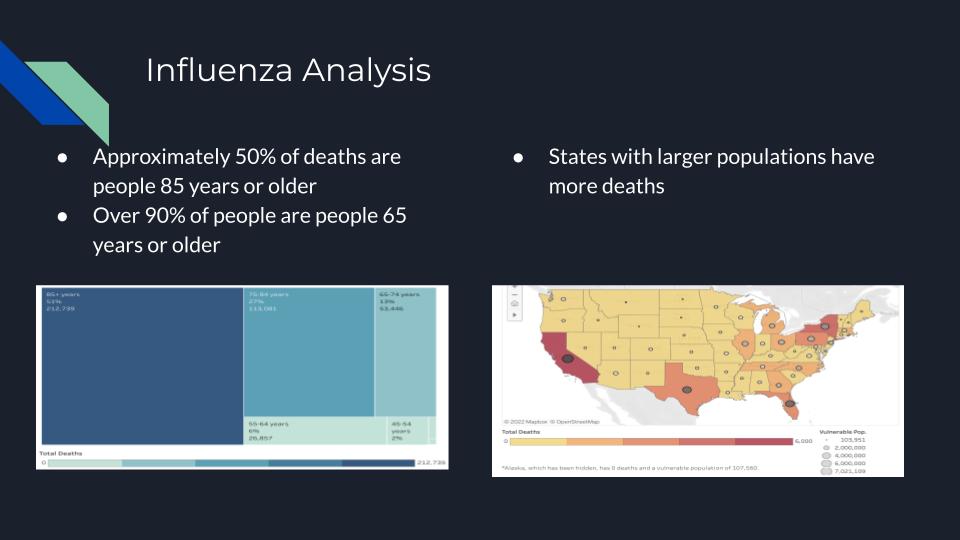 Influenza Analysis
● Approximately 50% of deaths are
people 85 years or older
● Over 90% of people are people 65
years or older
● States with larger populations have
more deaths
85+ years
51%
212,739
75-84 years
27%
113,081
65-74 years
13%
53,446
55-64 years
6%
26,857
45-54
years
2%
Total Deaths
0 212,739
© 2022 Mapbox © OpenStreetMap
Total Deaths
0 6,000
Vulnerable Pop.
103,951
2,000,000
4,000,000
6,000,000
7,021,109
*Alaska, which has been hidden, has 0 deaths and a vulnerable population of 107,560.